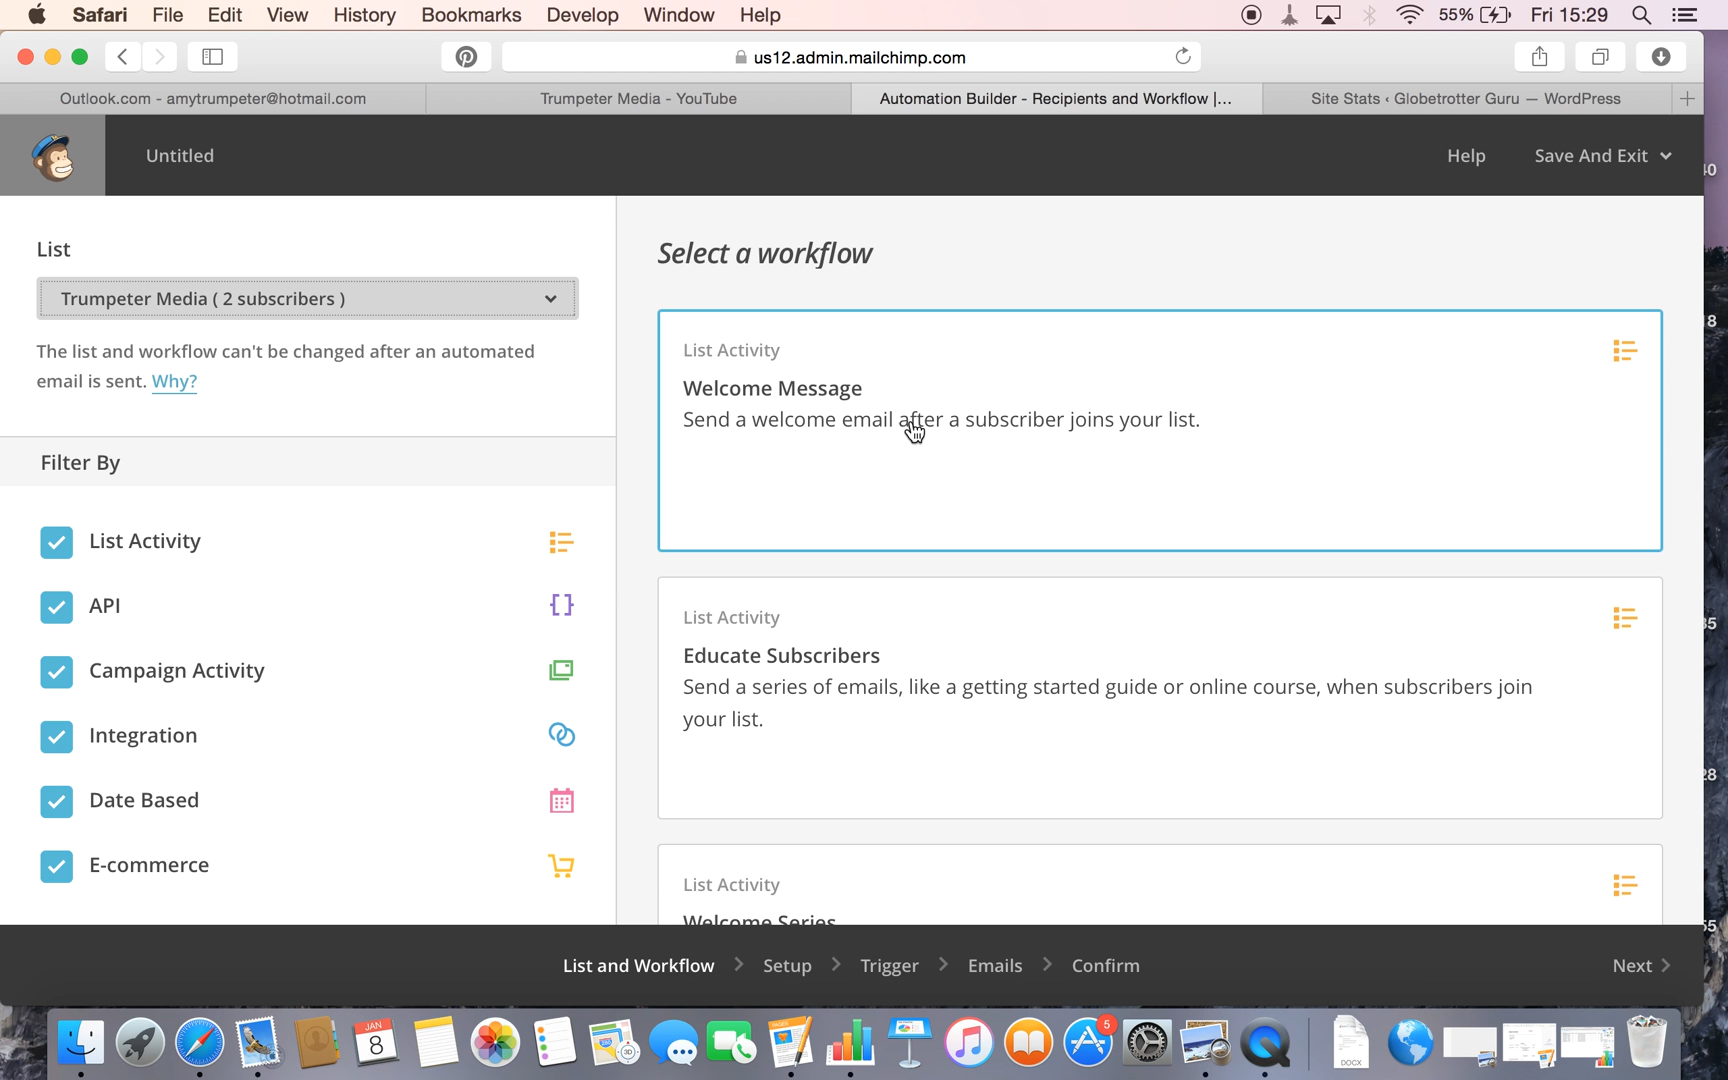 Safari File Edit View History Bookmarks Develop Window Help 55% Fri 15:29
us12.admin.mailchimp.com
Outlook.com - amytrumpeter@hotmail.com Trumpeter Media - YouTube Automation Builder - Recipients and Workflow |... Site Stats ‹ Globetrotter Guru — WordPress
Untitled Help Save And Exit
List
Trumpeter Media ( 2 subscribers )
The list and workflow can't be changed after an automated
email is sent. Why?
Filter By
List Activity
API
Campaign Activity
Integration
Date Based
E-commerce
Select a workflow
List Activity
Welcome Message
Send a welcome email after a subscriber joins your list.
List Activity
Educate Subscribers
Send a series of emails, like a getting started guide or online course, when subscribers join
your list.
List Activity
Welcome Series
List and Workflow Setup Trigger Emails Confirm Next
JAN
8
3D
5
DOCX